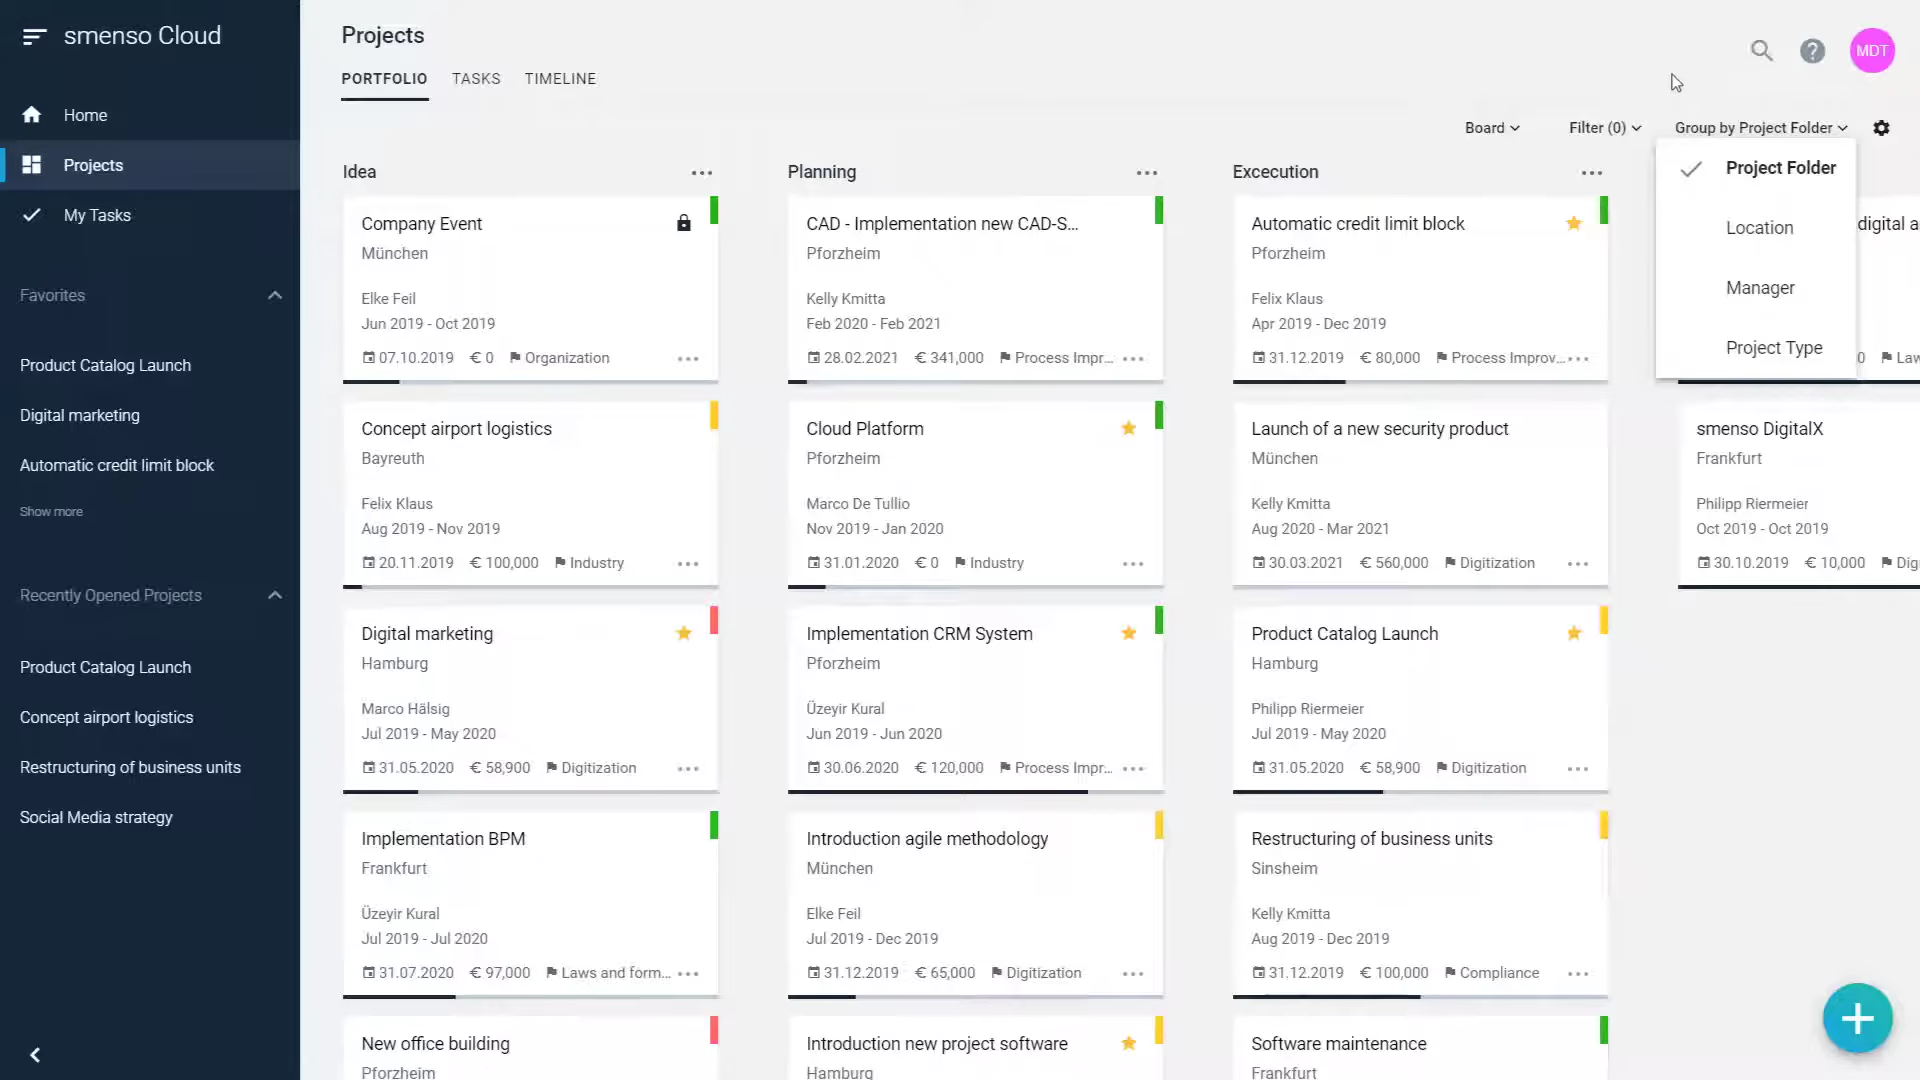 smenso Cloud
Home
Projects
My Tasks
Favorites
Product Catalog Launch
Digital marketing
Automatic credit limit block
Show more
Recently Opened Projects
Product Catalog Launch
Concept airport logistics
Restructuring of business units
Social Media strategy
Projects
PORTFOLIO TASKS TIMELINE
MDT
Board Filter (0) Group by Project Folder
Project Folder
Location
Manager
Project Type
Idea
Company Event
München
Elke Feil
Jun 2019 - Oct 2019
07.10.2019 € 0 Organization
Concept airport logistics
Bayreuth
Felix Klaus
Aug 2019 - Nov 2019
20.11.2019 € 100,000 Industry
Digital marketing
Hamburg
Marco Hälsig
Jul 2019 - May 2020
31.05.2020 € 58,900 Digitization
Implementation BPM
Frankfurt
Üzeyir Kural
Jul 2019 - Jul 2020
31.07.2020 € 97,000 Laws and form...
New office building
Pforzheim
Planning
CAD - Implementation new CAD-S...
Pforzheim
Kelly Kmitta
Feb 2020 - Feb 2021
28.02.2021 € 341,000 Process Impr...
Cloud Platform
Pforzheim
Marco De Tullio
Nov 2019 - Jan 2020
31.01.2020 € 0 Industry
Implementation CRM System
Pforzheim
Üzeyir Kural
Jun 2019 - Jun 2020
30.06.2020 € 120,000 Process Impr...
Introduction agile methodology
München
Elke Feil
Jul 2019 - Dec 2019
31.12.2019 € 65,000 Digitization
Introduction new project software
Hamburg
Excecution
Automatic credit limit block
Pforzheim
Felix Klaus
Apr 2019 - Dec 2019
31.12.2019 € 80,000 Process Improv...
Launch of a new security product
München
Kelly Kmitta
Aug 2020 - Mar 2021
30.03.2021 € 560,000 Digitization
Product Catalog Launch
Hamburg
Philipp Riermeier
Jul 2019 - May 2020
31.05.2020 € 58,900 Digitization
Restructuring of business units
Sinsheim
Kelly Kmitta
Aug 2019 - Dec 2019
31.12.2019 € 100,000 Compliance
Software maintenance
Frankfurt
digital a
0 Law
smenso DigitalX
Frankfurt
Philipp Riermeier
Oct 2019 - Oct 2019
30.10.2019 € 10,000 Dig